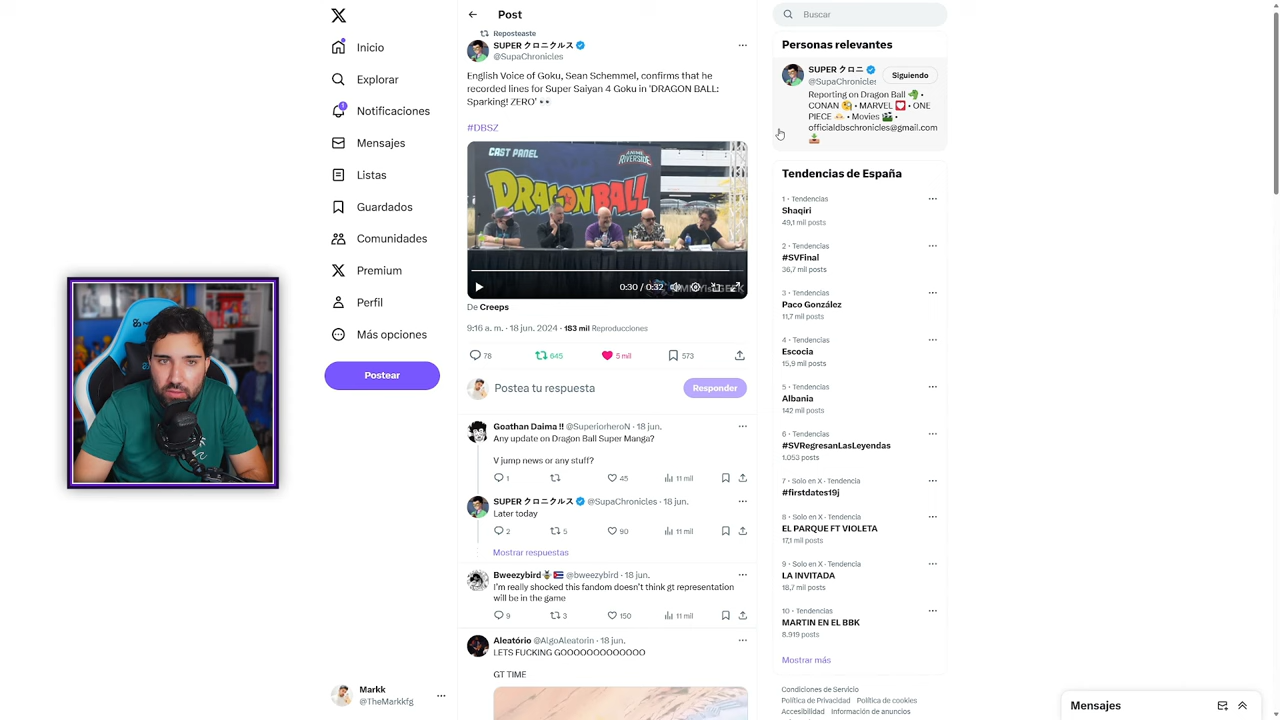 Inicio
Explorar
Notificaciones
1
Mensajes
Listas
Guardados
Comunidades
Premium
Perfil
Más opciones
Postear
Markk
@TheMarkkfg
Post
Reposteaste
SUPER クロニクルス
@SupaChronicles
English Voice of Goku, Sean Schemmel, confirms that he
recorded lines for Super Saiyan 4 Goku in 'DRAGON BALL:
Sparking! ZERO' 👀
#DBSZ
CAST PANEL
ANIME
RIVERSIDE
DRAGON BALL
0:30 / 0:32
De Creeps
9:16 a. m. · 18 jun. 2024 · 183 mil Reproducciones
78 645 5 mil 573
Postea tu respuesta
Responder
Goathan Daima !! @SuperiorheroN · 18 jun.
Any update on Dragon Ball Super Manga?
V jump news or any stuff?
1 45 11 mil
SUPER クロニクルス @SupaChronicles · 18 jun.
Later today
2 5 90 11 mil
Mostrar respuestas
Bweezybird @bweezybird · 18 jun.
I'm really shocked this fandom doesn't think gt representation
will be in the game
9 3 150 11 mil
Aleatório @AlgoAleatorin · 18 jun.
LETS FUCKING GOOOOOOOOOOOOO
GT TIME
Buscar
Personas relevantes
SUPER クロニ
@SupaChronicles
Siguiendo
Reporting on Dragon Ball 🐉 •
CONAN 🧐 • MARVEL • ONE
PIECE • Movies 🎬 •
officialdbschronicles@gmail.com
📥
Tendencias de España
1 · Tendencias
Shaqiri
49,1 mil posts
2 · Tendencias
#SVFinal
36,7 mil posts
3 · Tendencias
Paco González
11,7 mil posts
4 · Tendencias
Escocia
15,9 mil posts
5 · Tendencias
Albania
142 mil posts
6 · Tendencias
#SVRegresanLasLeyendas
1.053 posts
7 · Solo en X · Tendencia
#firstdates19j
8 · Solo en X · Tendencia
EL PARQUE FT VIOLETA
17,1 mil posts
9 · Solo en X · Tendencia
LA INVITADA
18,7 mil posts
10 · Tendencias
MARTIN EN EL BBK
8.919 posts
Mostrar más
Condiciones de Servicio
Política de Privacidad Política de cookies
Accesibilidad Información de anuncios
Mensajes